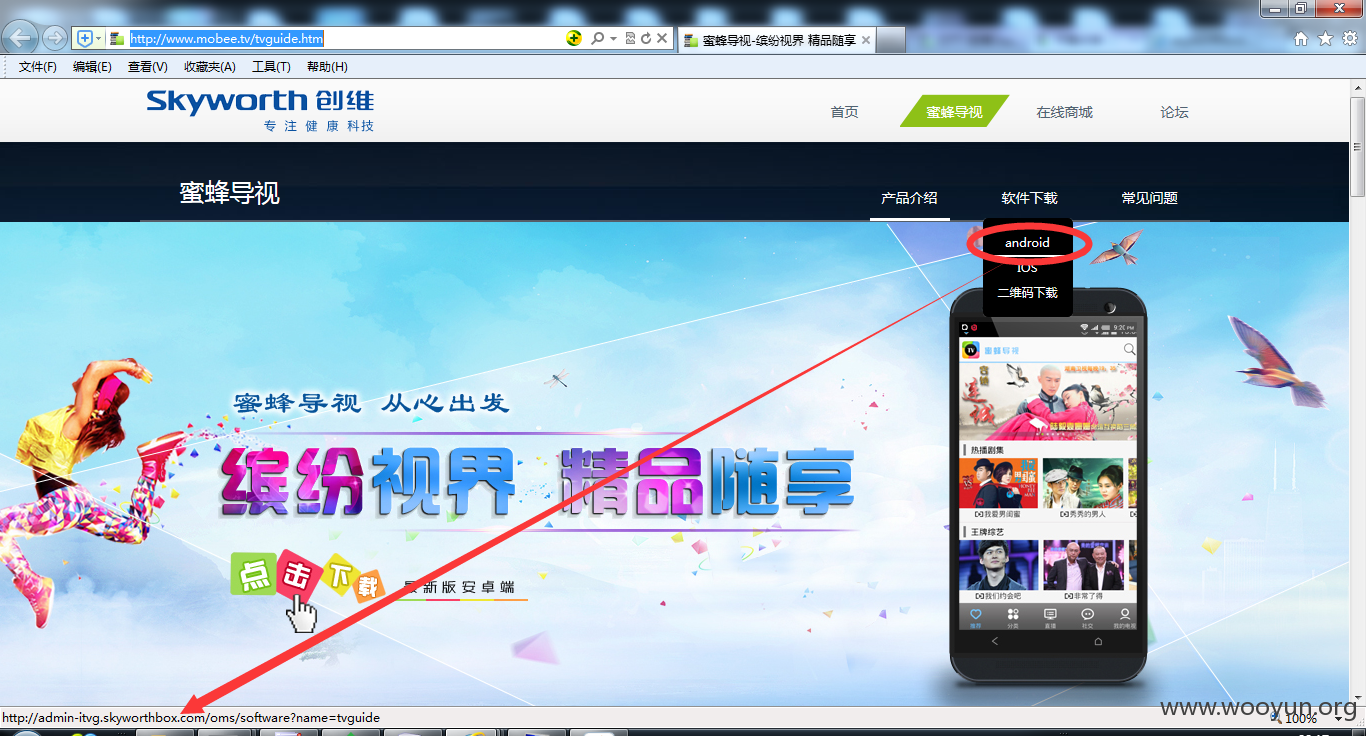 http://www.mobee.tv/tvguide.htm
蜜蜂导视-缤纷视界 精品随享
文件(F) 编辑(E) 查看(V) 收藏夹(A) 工具(T) 帮助(H)
Skyworth 创维
专 注 健 康 科技
首页 蜜蜂导视 在线商城 论坛
蜜蜂导视
产品介绍 软件下载 常见问题
android
IOS
二维码下载
9:20 PM
TV 蜜蜂导视
热播剧集
我爱男闺蜜 秀秀的男人
王牌综艺
我们约会吧 非常了得
推荐 分类 直播 社交 我的电视
蜜蜂导视 从心出发
缤纷视界 精品随享
点击下载 最新版安卓端
http://admin-itvg.skyworthbox.com/oms/software?name=tvguide
www.wooyun.org
100%